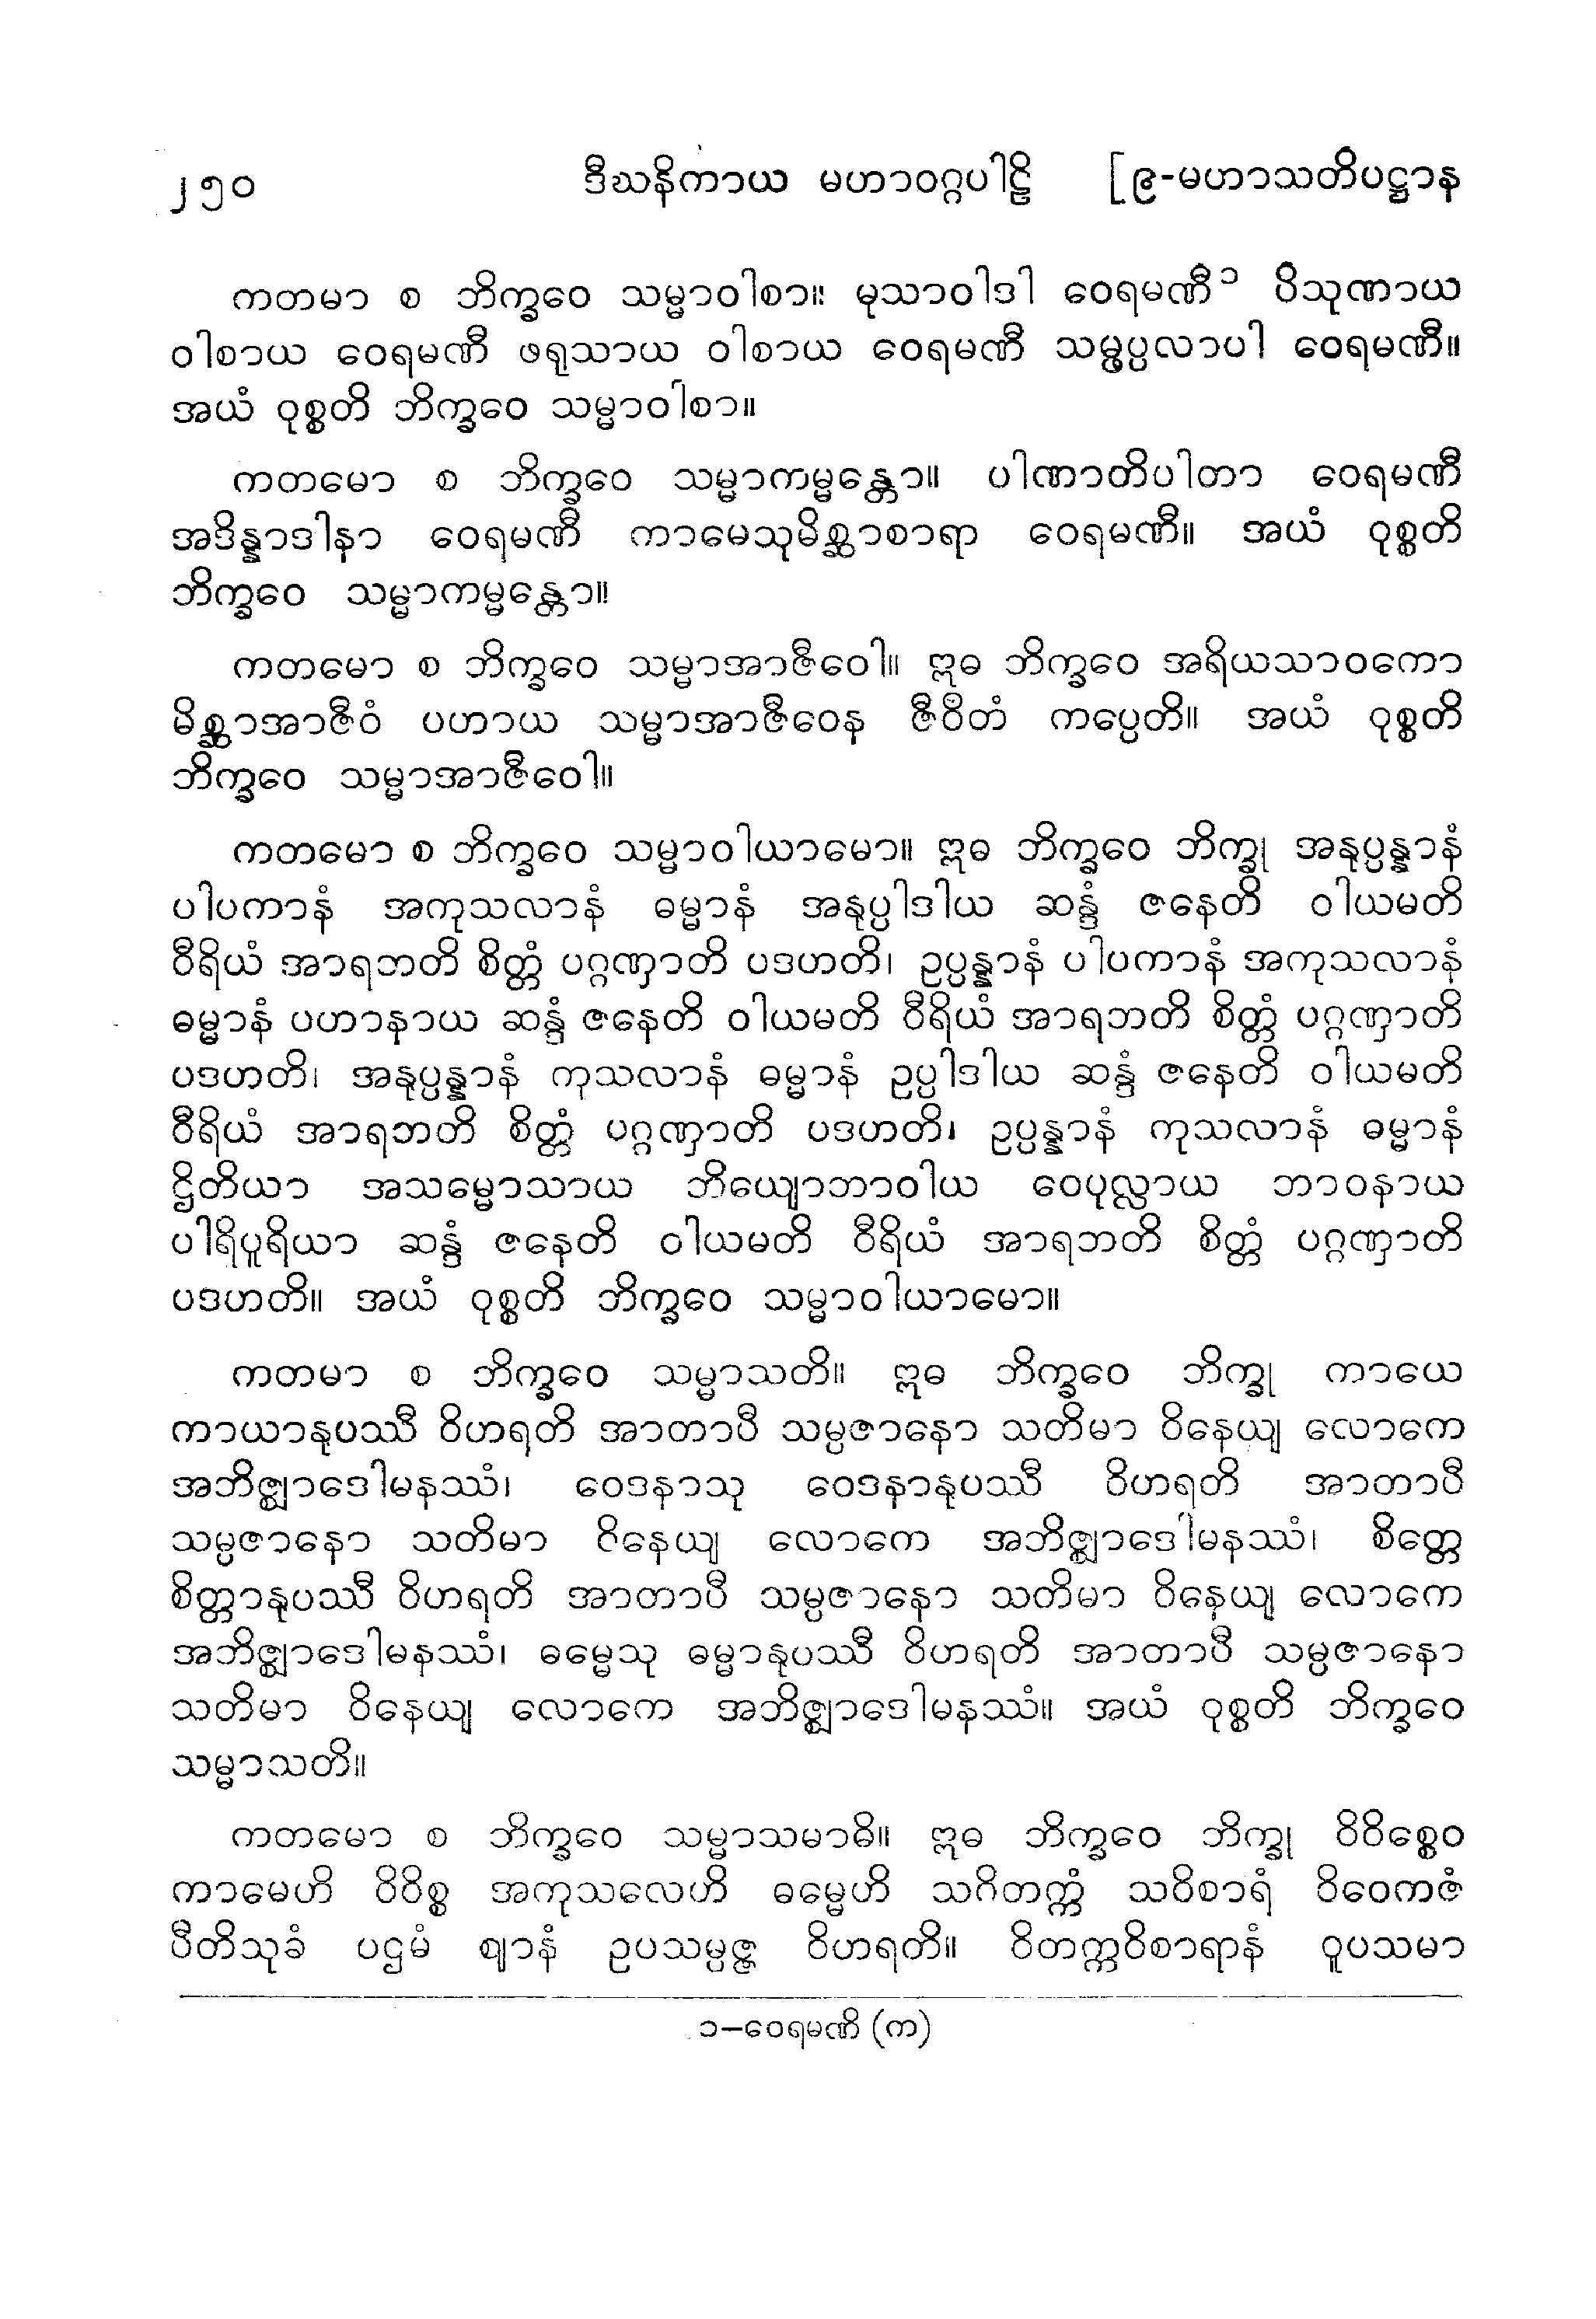 ၂၅၀ ဒီဃနိကာယ မဟာဝဂ္ဂပါဠိ [၉-မဟာသတိပဋ္ဌာန
ကတမာ စ ဘိက္ခဝေ သမ္မာဝါစာ။ မုသာဝါဒါ ဝေရမဏီ၁ ပိသုဏာယ
ဝါစာယ ဝေရမဏီ ဖရုသာယ ဝါစာယ ဝေရမဏီ သမ္ဖပ္ပလာပါ ဝေရမဏီ။
အယံ ဝုစ္စတိ ဘိက္ခဝေ သမ္မာဝါစာ။
ကတမော စ ဘိက္ခဝေ သမ္မာကမ္မန္တော။ ပါဏာတိပါတာ ဝေရမဏီ
အဒိန္နာဒါနာ ဝေရမဏီ ကာမေသုမိစ္ဆာစာရာ ဝေရမဏီ။ အယံ ဝုစ္စတိ
ဘိက္ခဝေ သမ္မာကမ္မန္တော။
ကတမော စ ဘိက္ခဝေ သမ္မာအာဇီဝေါ။ ဣဓ ဘိက္ခဝေ အရိယသာဝကော
မိစ္ဆာအာဇီဝံ ပဟာယ သမ္မာအာဇီဝေန ဇီဝိတံ ကပ္ပေတိ။ အယံ ဝုစ္စတိ
ဘိက္ခဝေ သမ္မာအာဇီဝေါ။
ကတမော စ ဘိက္ခဝေ သမ္မာဝါယာမော။ ဣဓ ဘိက္ခဝေ ဘိက္ခု အနုပ္ပန္နာနံ
ပါပကာနံ အကုသလာနံ ဓမ္မာနံ အနုပ္ပါဒါယ ဆန္ဒံ ဇနေတိ ဝါယမတိ
ဝီရိယံ အာရဘတိ စိတ္တံ ပဂ္ဂဏှာတိ ပဒဟတိ၊ ဥပ္ပန္နာနံ ပါပကာနံ အကုသလာနံ
ဓမ္မာနံ ပဟာနာယ ဆန္ဒံ ဇနေတိ ဝါယမတိ ဝီရိယံ အာရဘတိ စိတ္တံ ပဂ္ဂဏှာတိ
ပဒဟတိ၊ အနုပ္ပန္နာနံ ကုသလာနံ ဓမ္မာနံ ဥပ္ပါဒါယ ဆန္ဒံ ဇနေတိ ဝါယမတိ
ဝီရိယံ အာရဘတိ စိတ္တံ ပဂ္ဂဏှာတိ ပဒဟတိ၊ ဥပ္ပန္နာနံ ကုသလာနံ ဓမ္မာနံ
ဌိတိယာ အသမ္မောသာယ ဘိယျောဘာဝါယ ဝေပုလ္လာယ ဘာဝနာယ
ပါရိပူရိယာ ဆန္ဒံ ဇနေတိ ဝါယမတိ ဝီရိယံ အာရဘတိ စိတ္တံ ပဂ္ဂဏှာတိ
ပဒဟတိ။ အယံ ဝုစ္စတိ ဘိက္ခဝေ သမ္မာဝါယာမော။
ကတမာ စ ဘိက္ခဝေ သမ္မာသတိ။ ဣဓ ဘိက္ခဝေ ဘိက္ခု ကာယေ
ကာယာနုပဿီ ဝိဟရတိ အာတာပီ သမ္ပဇာနော သတိမာ ဝိနေယျ လောကေ
အဘိဇ္ဈာဒေါမနဿံ၊ ဝေဒနာသု ဝေဒနာနုပဿီ ဝိဟရတိ အာတာပီ
သမ္ပဇာနော သတိမာ ဝိနေယျ လောကေ အဘိဇ္ဈာဒေါမနဿံ၊ စိတ္တေ
စိတ္တာနုပဿီ ဝိဟရတိ အာတာပီ သမ္ပဇာနော သတိမာ ဝိနေယျ လောကေ
အဘိဇ္ဈာဒေါမနဿံ၊ ဓမ္မေသု ဓမ္မာနုပဿီ ဝိဟရတိ အာတာပီ သမ္ပဇာနော
သတိမာ ဝိနေယျ လောကေ အဘိဇ္ဈာဒေါမနဿံ။ အယံ ဝုစ္စတိ ဘိက္ခဝေ
သမ္မာသတိ။
ကတမော စ ဘိက္ခဝေ သမ္မာသမာဓိ။ ဣဓ ဘိက္ခဝေ ဘိက္ခု ဝိဝိစ္စေဝ
ကာမေဟိ ဝိဝိစ္စ အကုသလေဟိ ဓမ္မေဟိ သဝိတက္ကံ သဝိစာရံ ဝိဝေကဇံ
ပီတိသုခံ ပဌမံ ဈာနံ ဥပသမ္ပဇ္ဇ ဝိဟရတိ။ ဝိတက္ကဝိစာရာနံ ဝူပသမာ
၁–ဝေရမဏိ (က)